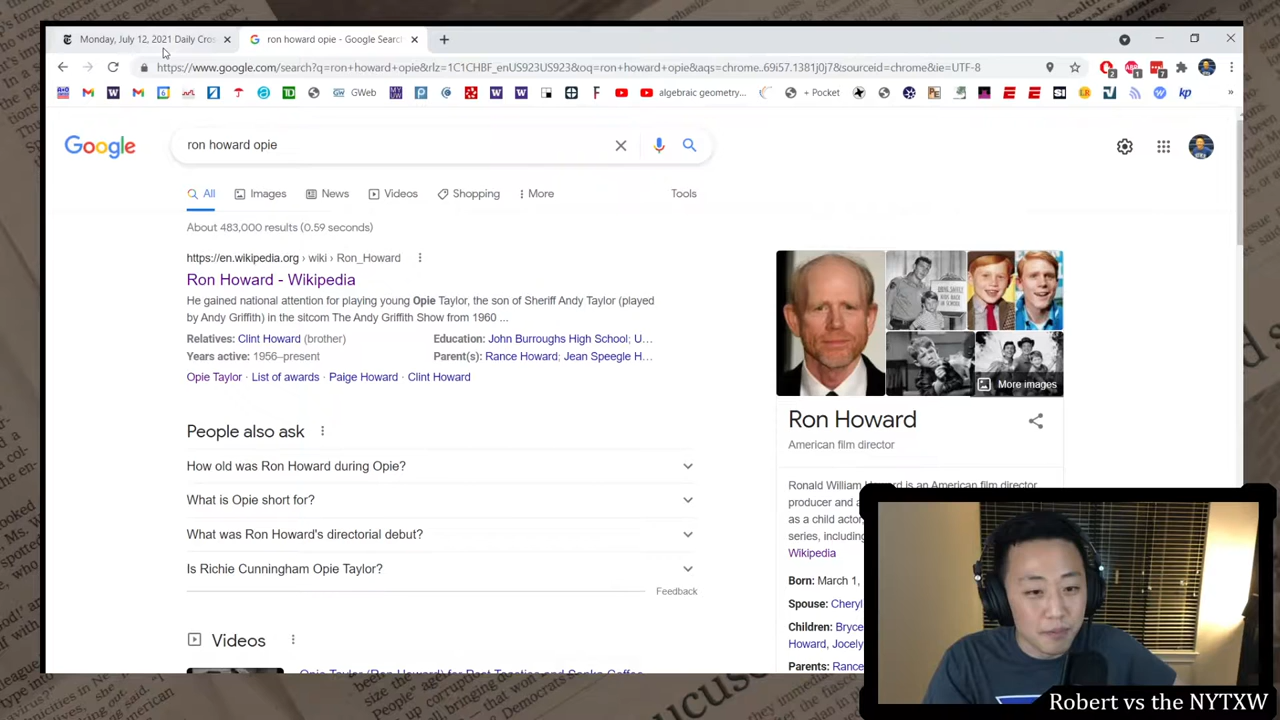 Monday, July 12, 2021 Daily Cros
ron howard opie - Google Searc
https://www.google.com/search?q=ron+howard+opie&rlz=1C1CHBF_enUS923US923&oq=ron+howard+opie&aqs=chrome..69i57.1381j0j7&sourceid=chrome&ie=UTF-8
GWeb
algebraic geometry...
+ Pocket
kp
Google
ron howard opie
All
Images
News
Videos
Shopping
More
Tools
About 483,000 results (0.59 seconds)
https://en.wikipedia.org › wiki › Ron_Howard
Ron Howard - Wikipedia
He gained national attention for playing young Opie Taylor, the son of Sheriff Andy Taylor (played
by Andy Griffith) in the sitcom The Andy Griffith Show from 1960 ...
Relatives: Clint Howard (brother)
Education: John Burroughs High School; U...
Years active: 1956–present
Parent(s): Rance Howard; Jean Speegle H...
Opie Taylor · List of awards · Paige Howard · Clint Howard
People also ask
How old was Ron Howard during Opie?
What is Opie short for?
What was Ron Howard's directorial debut?
Is Richie Cunningham Opie Taylor?
Feedback
Videos
More images
Ron Howard
American film director
Ronald William Howard is an American film director,
producer and a
as a child actor,
series, including
Wikipedia
Born: March 1,
Spouse: Cheryl
Children: Bryce
Howard, Jocely
Parents: Rance
Robert vs the NYTXW